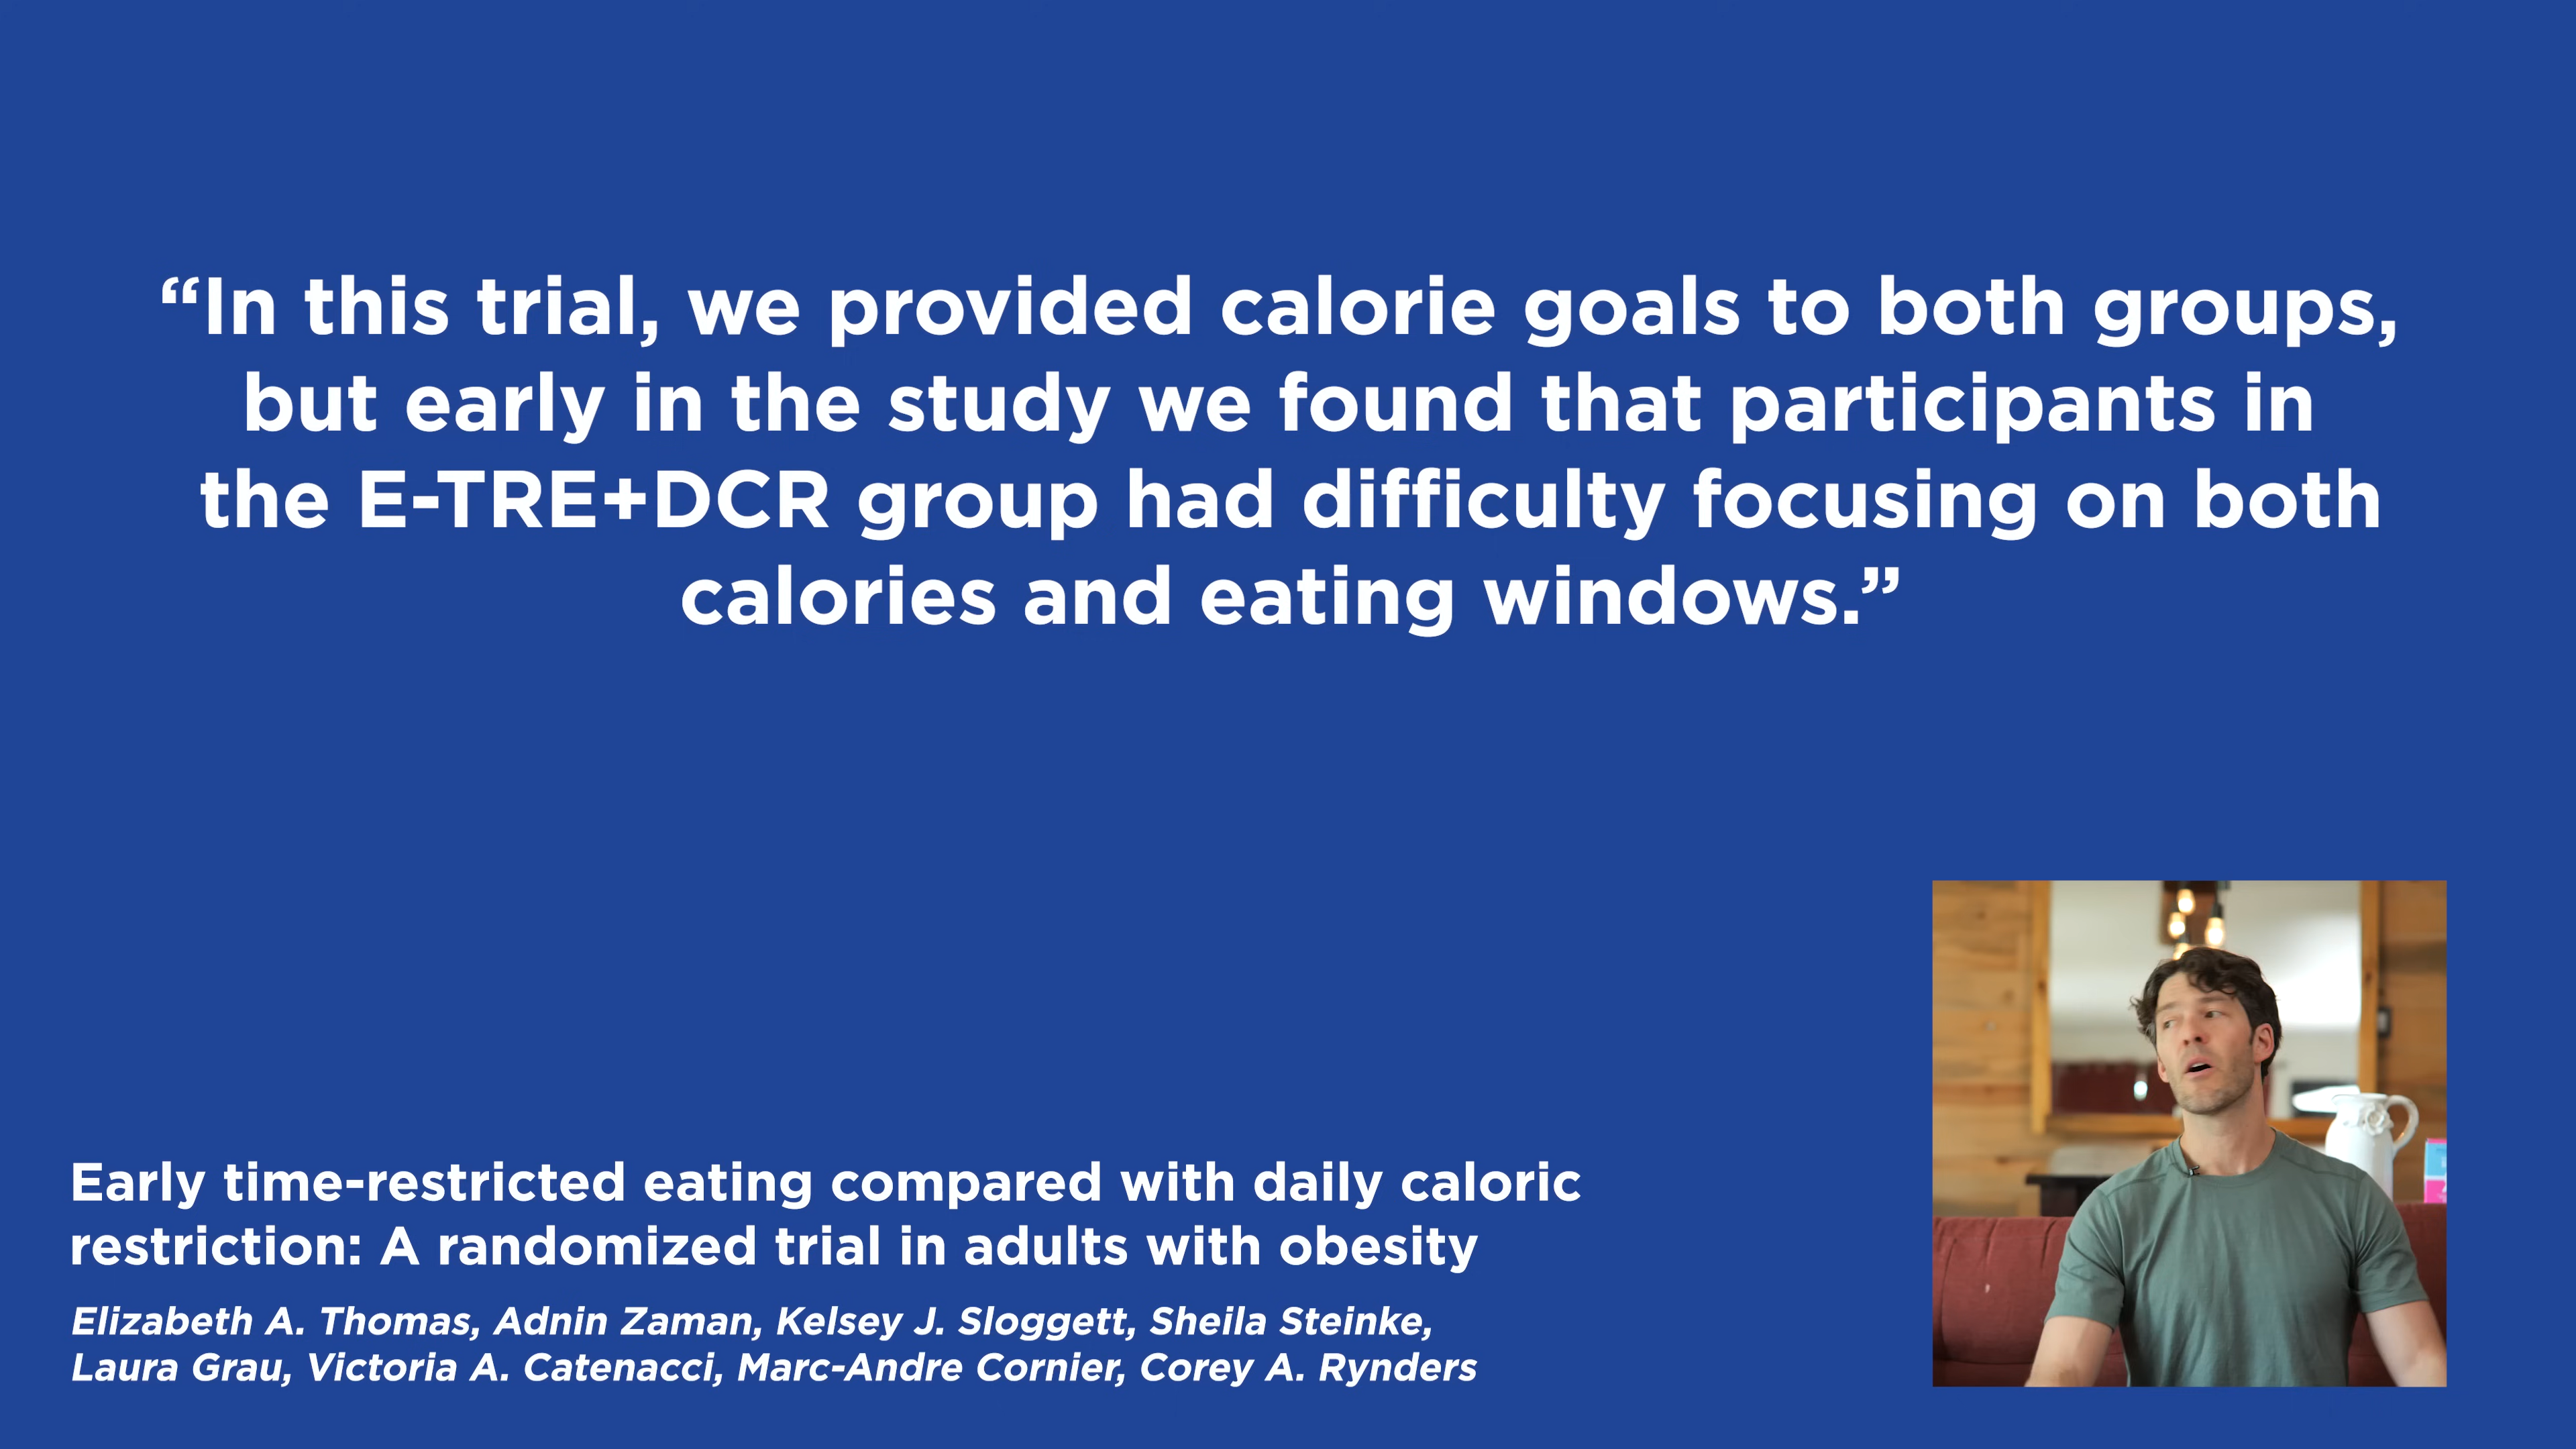 “In this trial, we provided calorie goals to both groups,
but early in the study we found that participants in
the E-TRE+DCR group had difficulty focusing on both
calories and eating windows.”
Early time-restricted eating compared with daily caloric
restriction: A randomized trial in adults with obesity
Elizabeth A. Thomas, Adnin Zaman, Kelsey J. Sloggett, Sheila Steinke,
Laura Grau, Victoria A. Catenacci, Marc-Andre Cornier, Corey A. Rynders